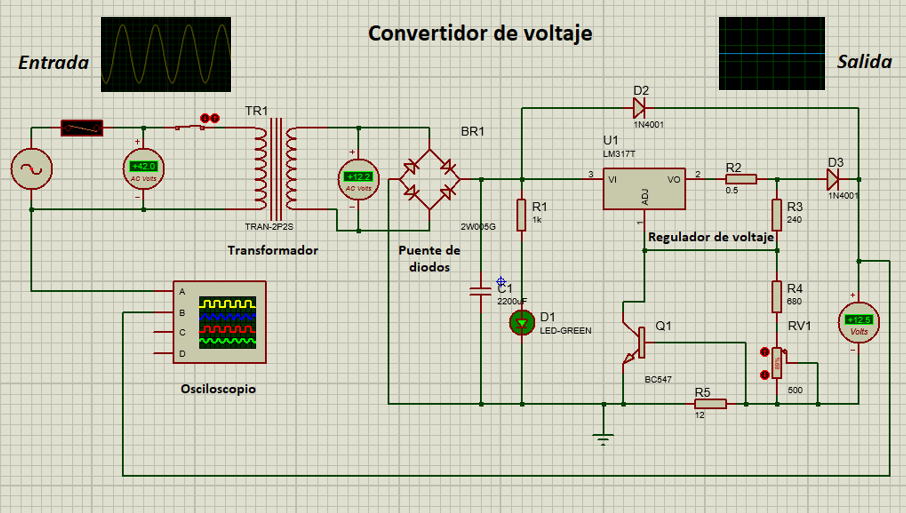 Convertidor de voltaje
Entrada
Salida
TR1
TRAN-2P2S
Transformador
+42.0
AC Volts
+12.2
AC Volts
BR1
2W005G
Puente de
diodos
D2
1N4001
U1
LM317T
3
VI
VO
2
ADJ
1
R2
0.5
D3
1N4001
R1
1k
R3
240
Regulador de voltaje
C1
2200uF
D1
LED-GREEN
Q1
BC547
R4
680
RV1
500
R5
12
Volts
A
B
C
D
Osciloscopio